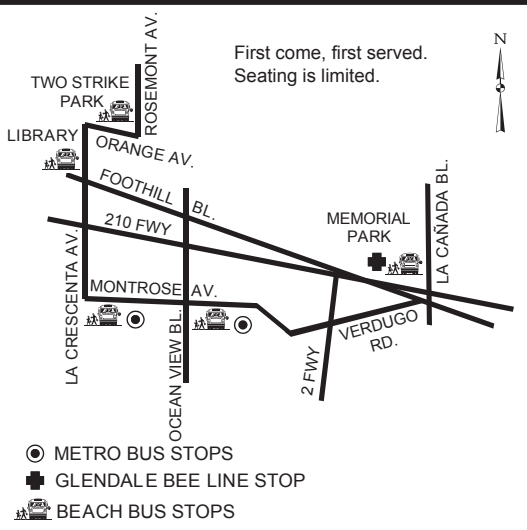 First come, first served.
Seating is limited.
N
ROSEMONT AV.
TWO STRIKE
PARK
LIBRARY
ORANGE AV.
FOOTHILL BL.
210 FWY
MEMORIAL
PARK
LA CAÑADA BL.
LA CRESCENTA AV.
MONTROSE AV.
OCEAN VIEW BL.
2 FWY
VERDUGO
RD.
METRO BUS STOPS
GLENDALE BEE LINE STOP
BEACH BUS STOPS